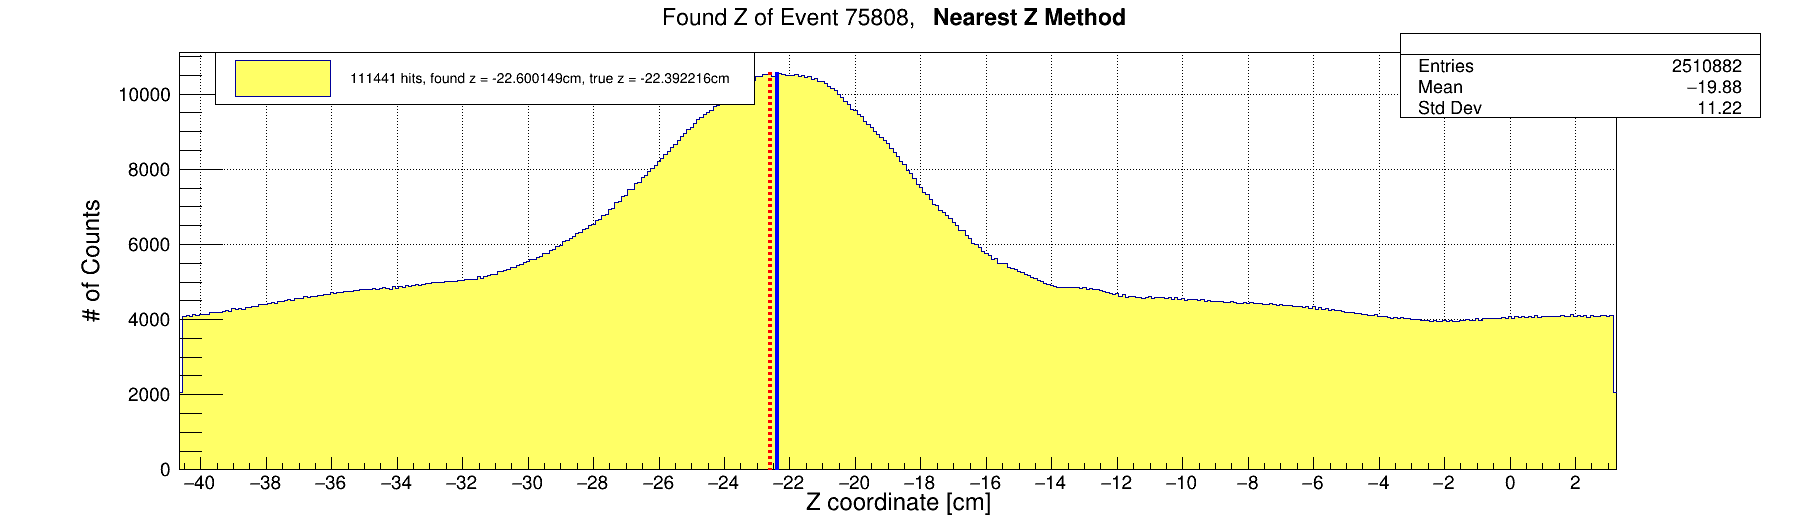 Found Z of Event 75808, Nearest Z Method
111441 hits, found z = -22.600149cm, true z = -22.392216cm
Entries 2510882
Mean −19.88
Std Dev 11.22
# of Counts
10000
8000
6000
4000
2000
0
−40 −38 −36 −34 −32 −30 −28 −26 −24 −22 −20 −18 −16 −14 −12 −10 −8 −6 −4 −2 0 2
Z coordinate [cm]